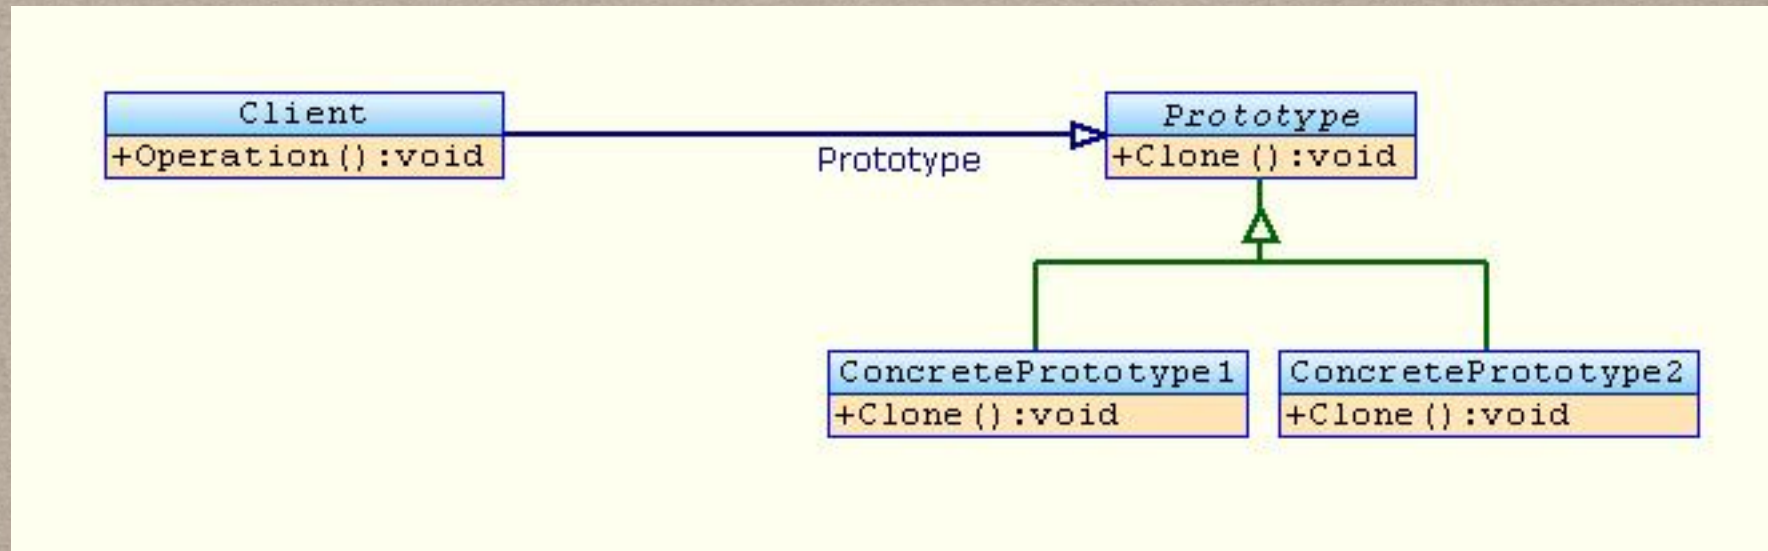 Client
+Operation():void
Prototype
Prototype
+Clone():void
ConcretePrototype1
+Clone():void
ConcretePrototype2
+Clone():void